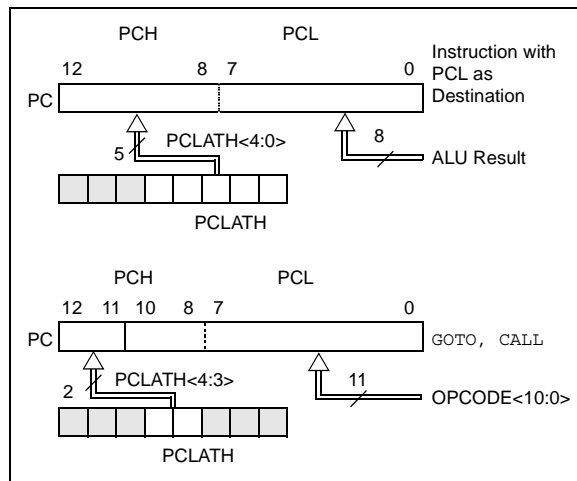 PCH PCL
12 8 7 0 Instruction with
PCL as
Destination
PC
5 PCLATH<4:0> 8
ALU Result
PCLATH
PCH PCL
12 11 10 8 7 0
PC GOTO, CALL
2 PCLATH<4:3> 11
OPCODE<10:0>
PCLATH